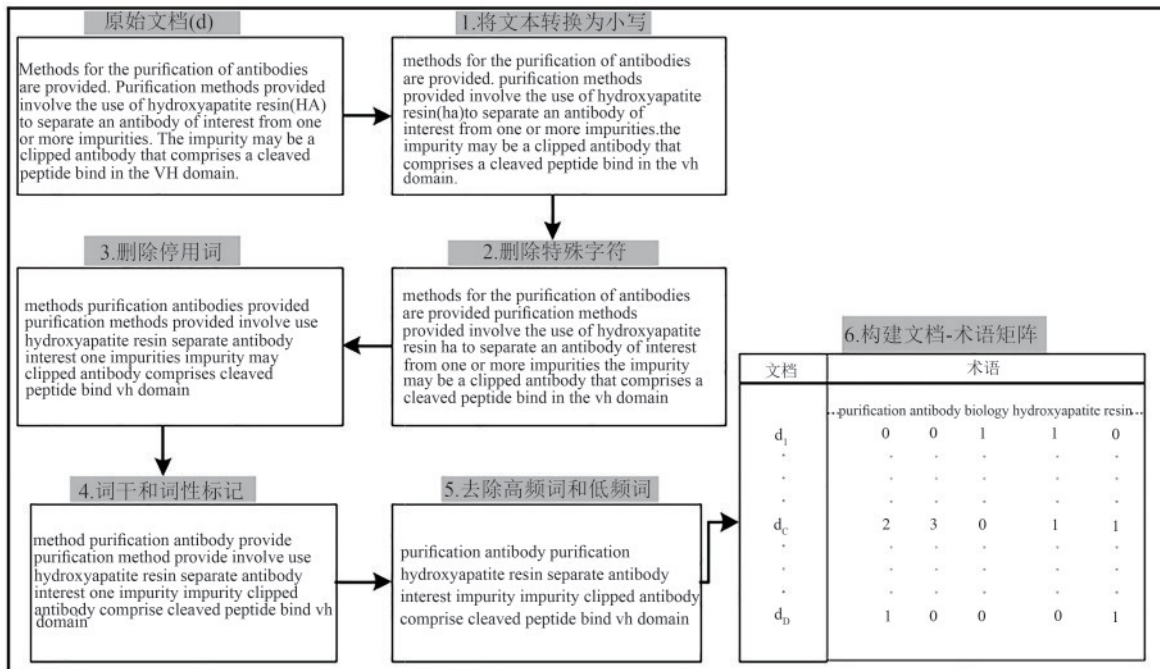 原始文档(d)
Methods for the purification of antibodies
are provided. Purification methods provided
involve the use of hydroxyapatite resin(HA)
to separate an antibody of interest from one
or more impurities. The impurity may be a
clipped antibody that comprises a cleaved
peptide bind in the VH domain.
1.将文本转换为小写
methods for the purification of antibodies
are provided. purification methods
provided involve the use of hydroxyapatite
resin(ha)to separate an antibody of
interest from one or more impurities.the
impurity may be a clipped antibody that
comprises a cleaved peptide bind in the vh
domain.
2.删除特殊字符
methods for the purification of antibodies
are provided purification methods
provided involve the use of hydroxyapatite
resin ha to separate an antibody of interest
from one or more impurities the impurity
may be a clipped antibody that comprises a
cleaved peptide bind in the vh domain
3.删除停用词
methods purification antibodies provided
purification methods provided involve use
hydroxyapatite resin separate antibody
interest one impurities impurity may
clipped antibody comprises cleaved
peptide bind vh domain
4.词干和词性标记
method purification antibody provide
purification method provide involve use
hydroxyapatite resin separate antibody
interest one impurity impurity clipped
antibody comprise cleaved peptide bind vh
domain
5.去除高频词和低频词
purification antibody purification
hydroxyapatite resin separate antibody
interest impurity impurity clipped antibody
comprise cleaved peptide bind vh domain
6.构建文档-术语矩阵
文档 术语
...purification antibody biology hydroxyapatite resin...
d1 0 0 1 1 0
dC 2 3 0 1 1
dD 1 0 0 0 1